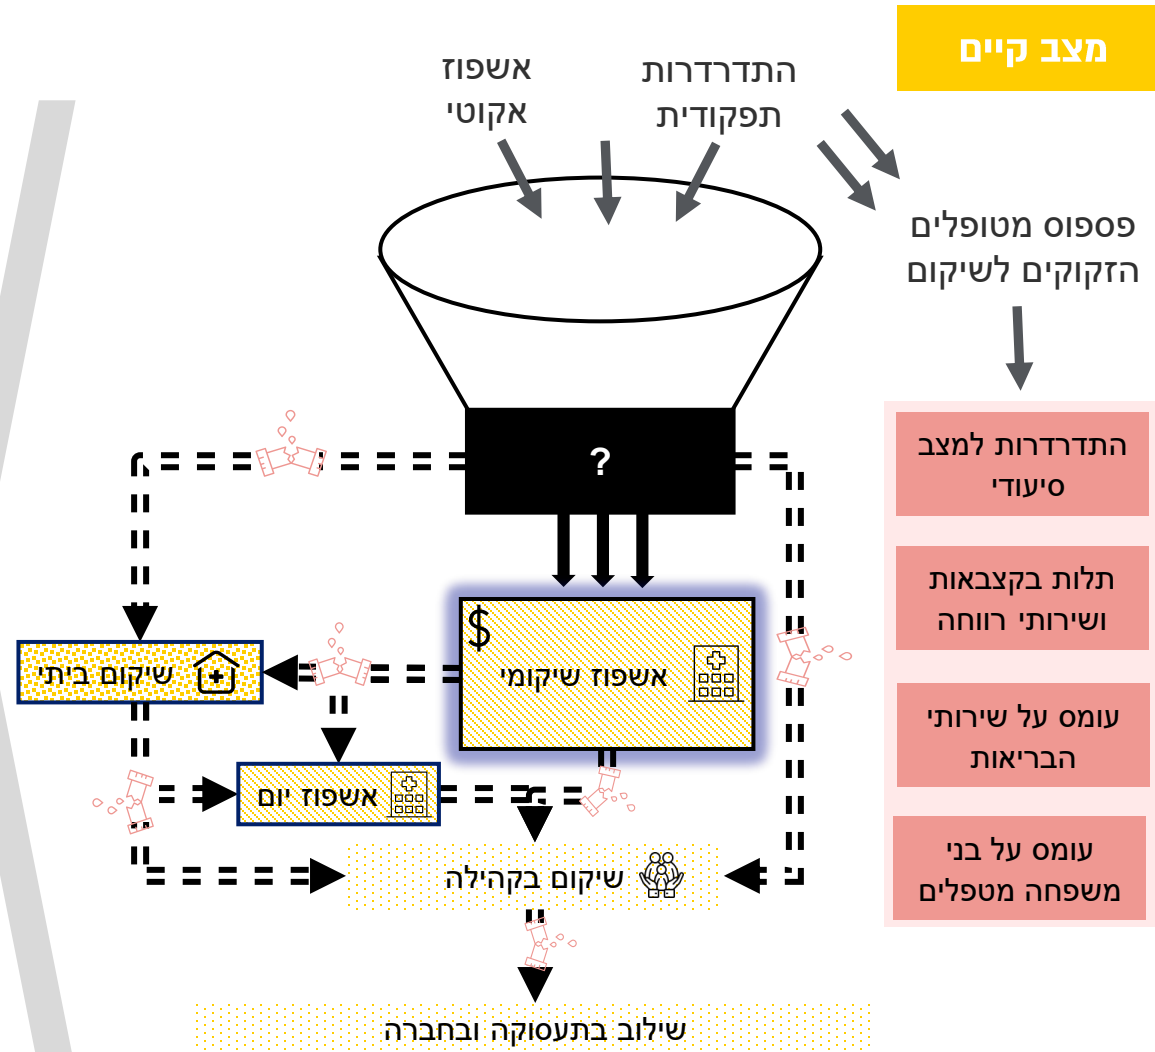 מצב קיים
התדרדרות
תפקודית
אשפוז
אקוטי
פספוס מטופלים
הזקוקים לשיקום
?
התדרדרות למצב
סיעודי
תלות בקצבאות
ושירותי רווחה
עומס על שירותי
הבריאות
עומס על בני
משפחה מטפלים
$
אשפוז שיקומי
שיקום ביתי
אשפוז יום
שיקום בקהילה
שילוב בתעסוקה ובחברה